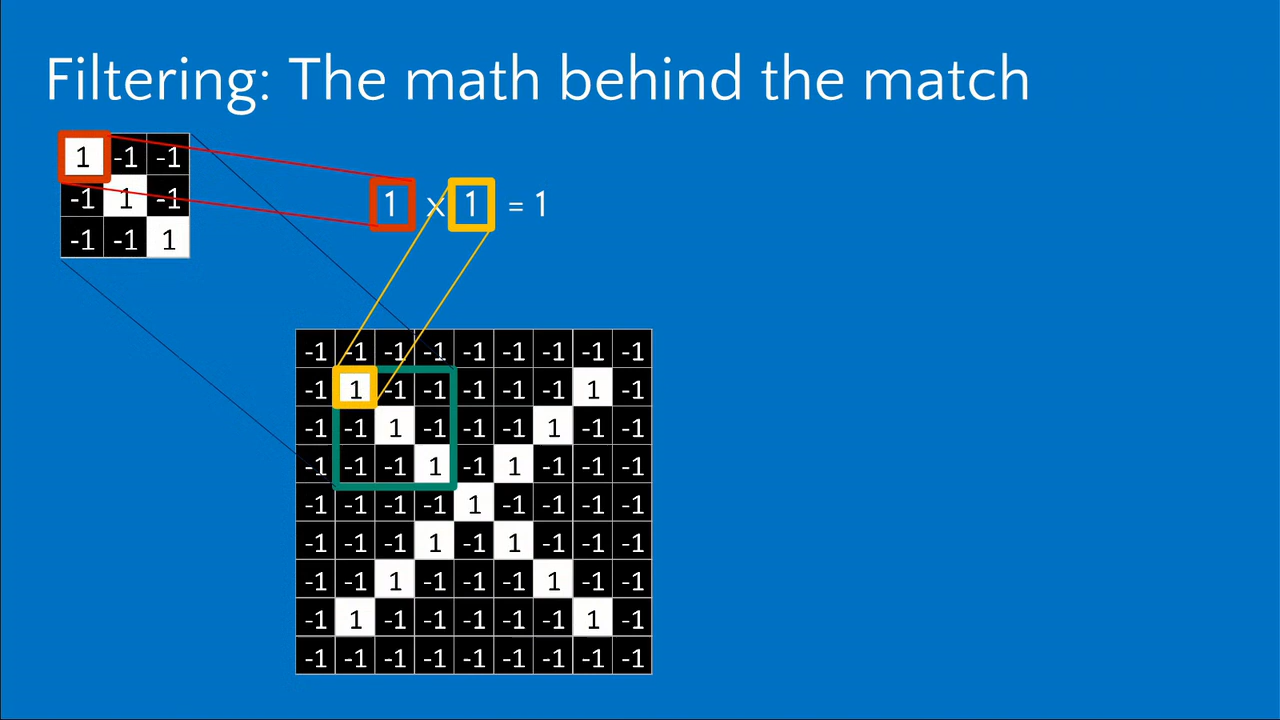 Filtering: The math behind the match
1 -1 -1
-1 1 -1
-1 -1 1
1 x 1 = 1
-1 -1 -1 -1 -1 -1 -1 -1 -1
-1 1 -1 -1 -1 -1 -1 1 -1
-1 -1 1 -1 -1 -1 1 -1 -1
-1 -1 -1 1 -1 1 -1 -1 -1
-1 -1 -1 -1 1 -1 -1 -1 -1
-1 -1 -1 1 -1 1 -1 -1 -1
-1 -1 1 -1 -1 -1 1 -1 -1
-1 1 -1 -1 -1 -1 -1 1 -1
-1 -1 -1 -1 -1 -1 -1 -1 -1